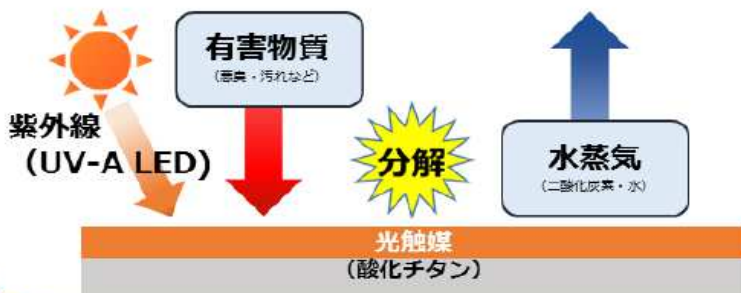 有害物質
(悪臭・汚れなど)
紫外線
(UV-A LED)
分解
水蒸気
(二酸化炭素・水)
光触媒
(酸化チタン)